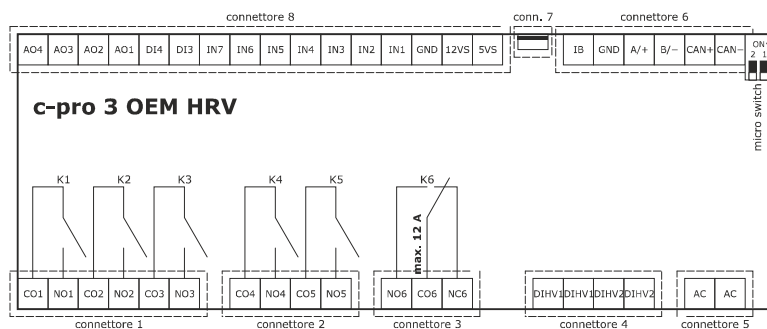 connettore 8
conn. 7
connettore 6
AO4 AO3 AO2 AO1 DI4 DI3 IN7 IN6 IN5 IN4 IN3 IN2 IN1 GND 12VS 5VS
IB GND A/+ B/− CAN+ CAN-
ON
2 1
micro switch
c-pro 3 OEM HRV
K1 K2 K3 K4 K5 K6
max. 12 A
CO1 NO1 CO2 NO2 CO3 NO3
CO4 NO4 CO5 NO5
NO6 CO6 NC6
DIHV1 DIHV1 DIHV2 DIHV2
AC AC
connettore 1
connettore 2
connettore 3
connettore 4
connettore 5